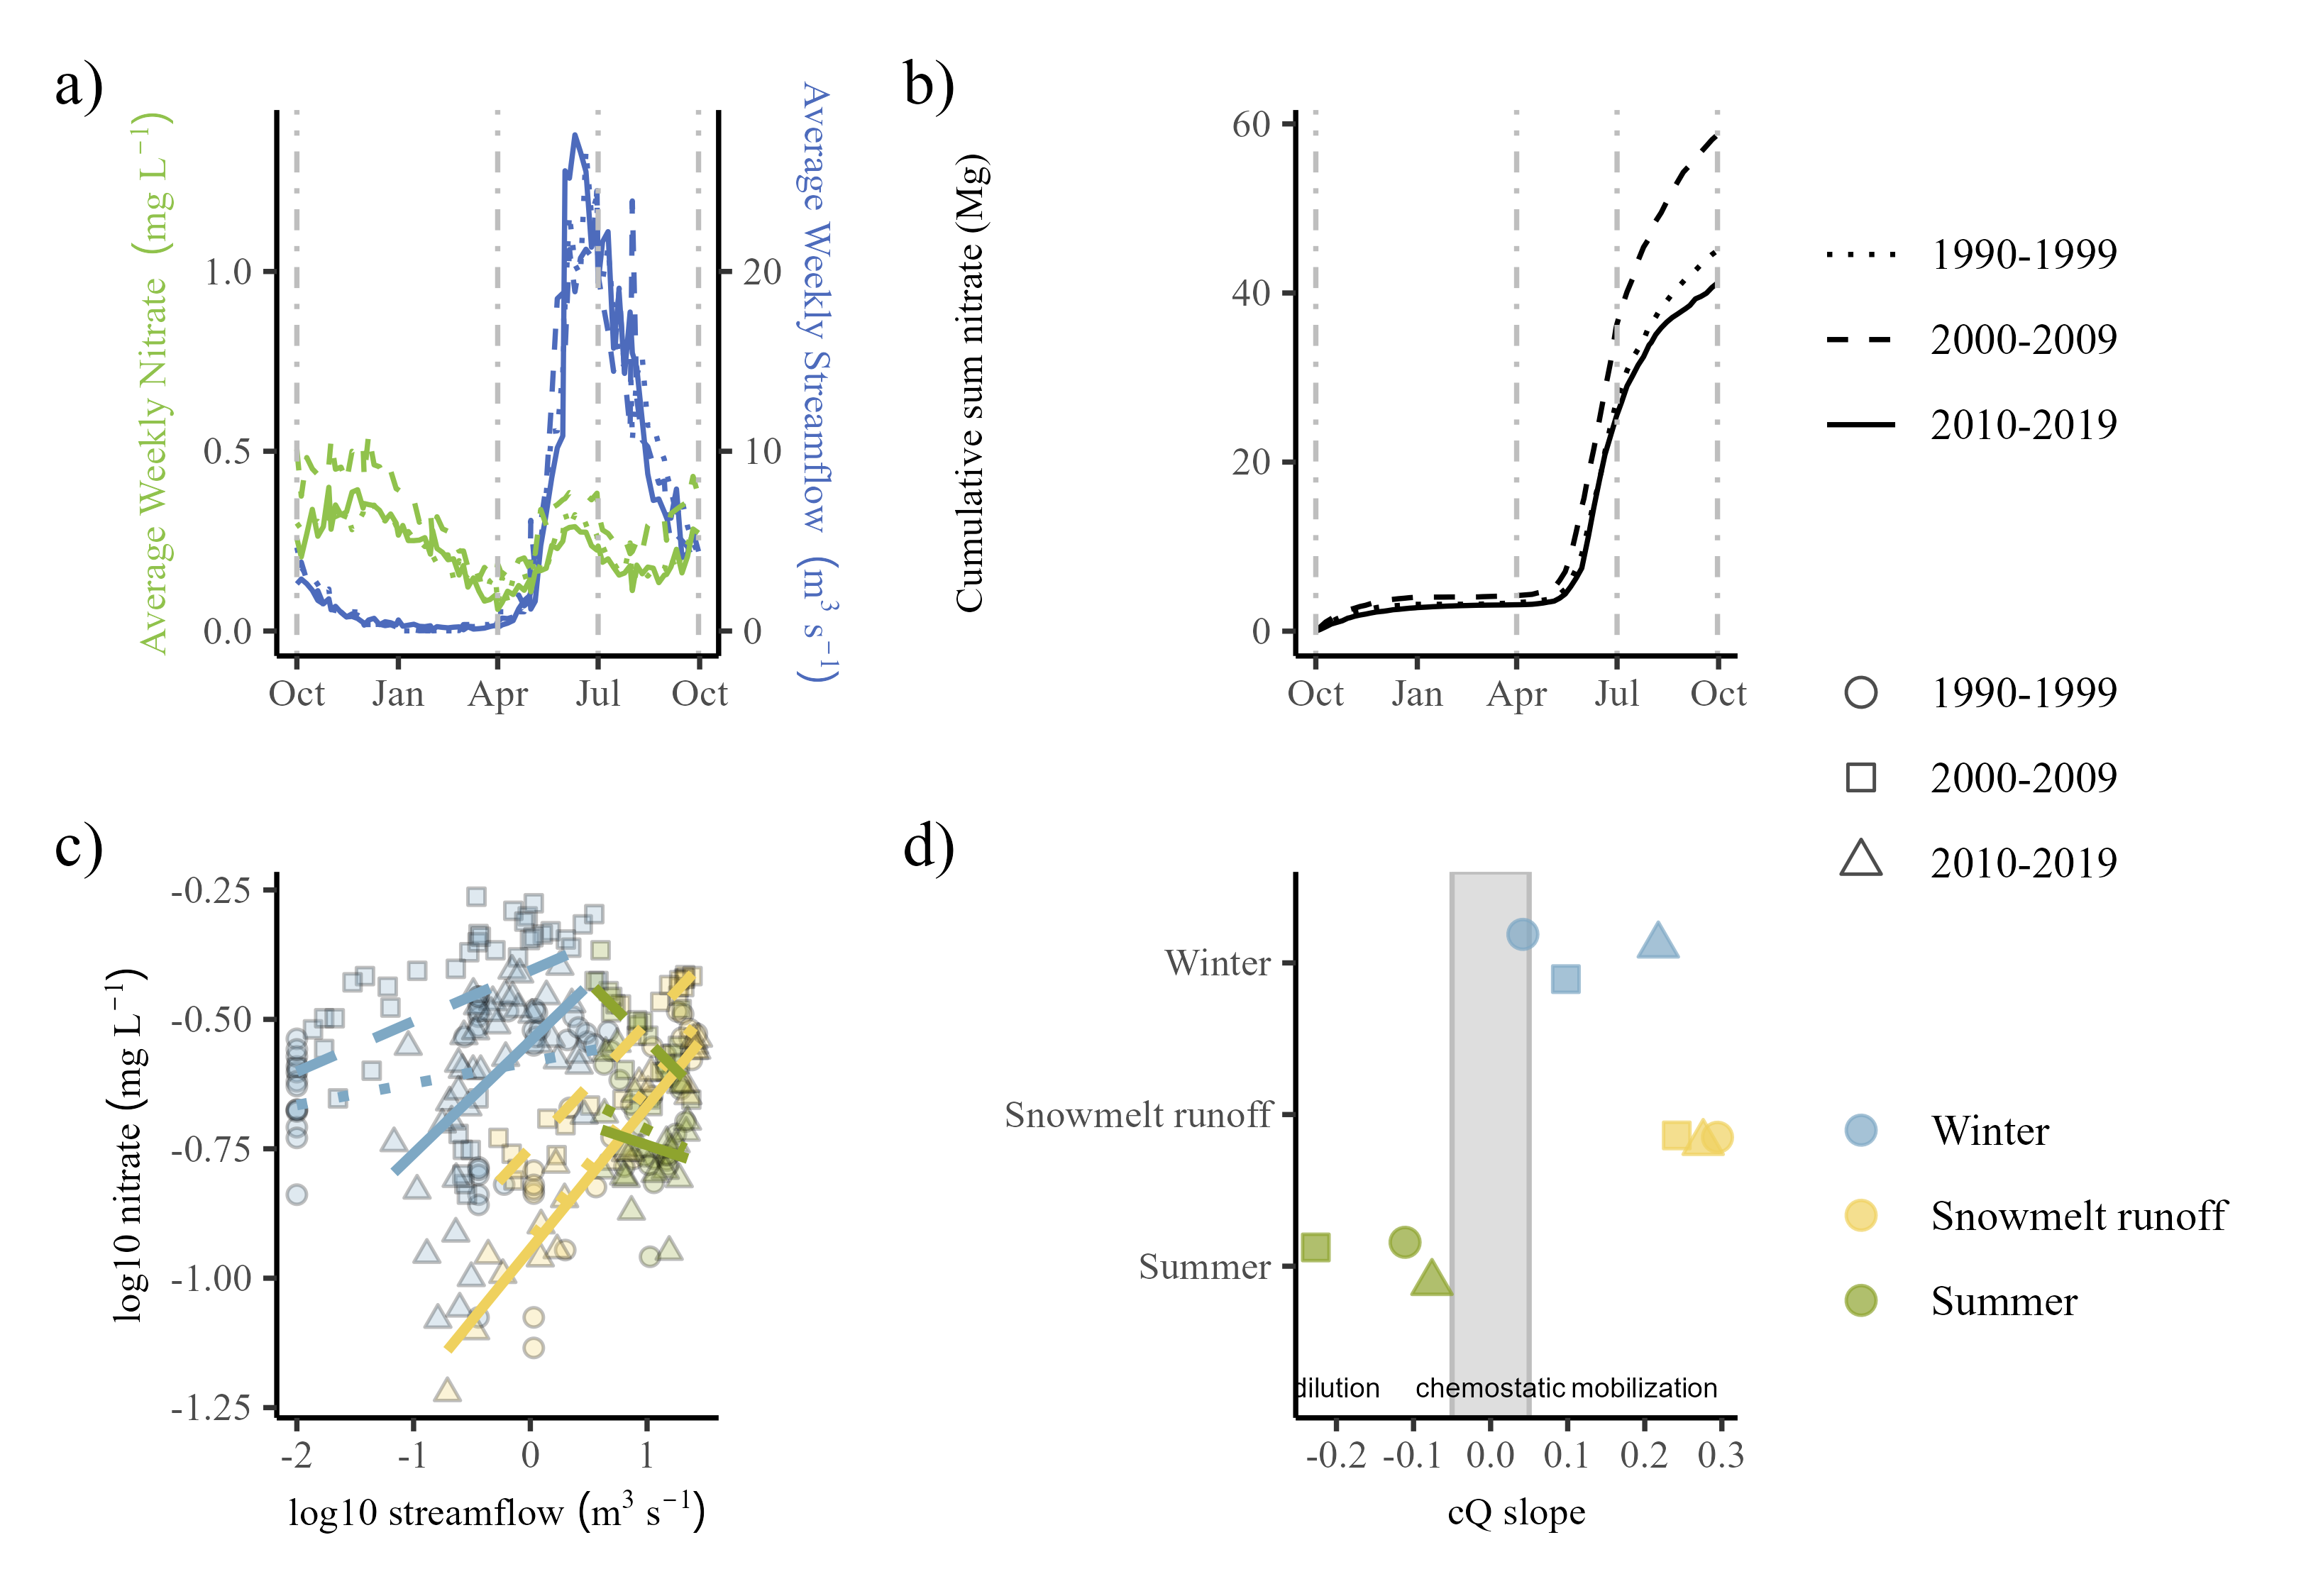 a)
Average Weekly Nitrate (mg L⁻¹)
1.0
0.5
0.0
20
10
0
Average Weekly Streamflow (m³ s⁻¹)
Oct Jan Apr Jul Oct
b)
Cumulative sum nitrate (Mg)
60
40
20
0
Oct Jan Apr Jul Oct
1990-1999
2000-2009
2010-2019
1990-1999
2000-2009
2010-2019
c)
log10 nitrate (mg L⁻¹)
-0.25
-0.50
-0.75
-1.00
-1.25
-2 -1 0 1
log10 streamflow (m³ s⁻¹)
d)
Winter
Snowmelt runoff
Summer
dilution chemostatic mobilization
-0.2 -0.1 0.0 0.1 0.2 0.3
cQ slope
Winter
Snowmelt runoff
Summer